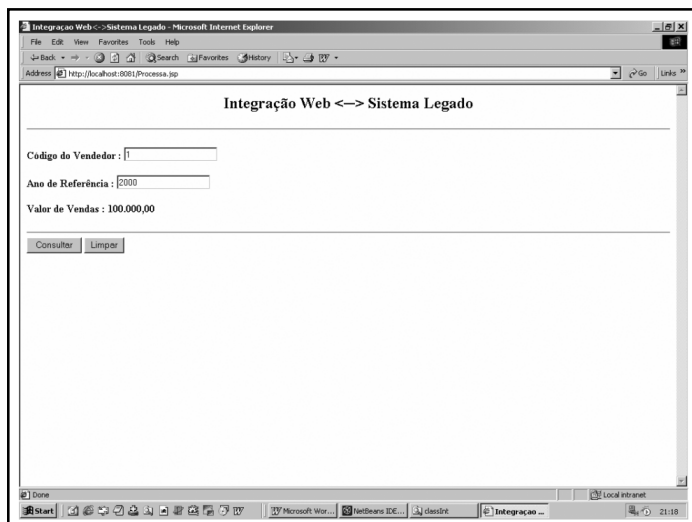 Integraçao Web<->Sistema Legado - Microsoft Internet Explorer
File Edit View Favorites Tools Help
Back Search Favorites History
Address http://localhost:8081/Processa.jsp Go Links »
Integração Web <—> Sistema Legado
Código do Vendedor : 1
Ano de Referência : 2000
Valor de Vendas : 100.000,00
Consultar Limpar
Done Local intranet
Start Microsoft Wor... NetBeans IDE... classInt Integraçao ... 21:18